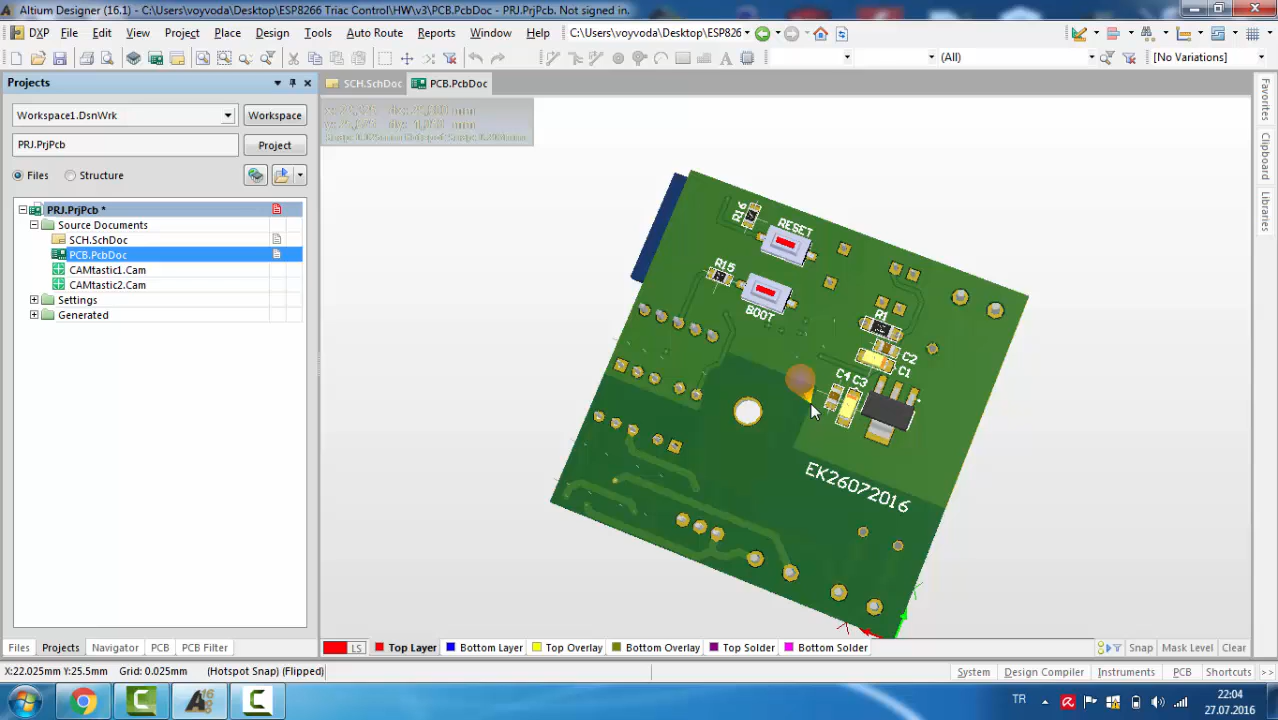 Altium Designer (16.1) - C:\Users\voyvoda\Desktop\ESP8266 Triac Control\HW\v3\PCB.PcbDoc - PRJ.PrjPcb. Not signed in.
DXP File Edit View Project Place Design Tools Auto Route Reports Window Help C:\Users\voyvoda\Desktop\ESP826
(All) [No Variations]
Projects
SCH.SchDoc PCB.PcbDoc
Workspace1.DsnWrk Workspace
PRJ.PrjPcb Project
Files Structure
PRJ.PrjPcb *
Source Documents
SCH.SchDoc
PCB.PcbDoc
CAMtastic1.Cam
CAMtastic2.Cam
Settings
Generated
Favorites
Clipboard
Libraries
RESET
R15
BOOT
R1
C2
C1
C4 C3
EK26072016
Files Projects Navigator PCB PCB Filter
LS Top Layer Bottom Layer Top Overlay Bottom Overlay Top Solder Bottom Solder Snap Mask Level Clear
X:22.025mm Y:25.5mm Grid: 0.025mm (Hotspot Snap) (Flipped) System Design Compiler Instruments PCB Shortcuts >>
TR 22:04
27.07.2016